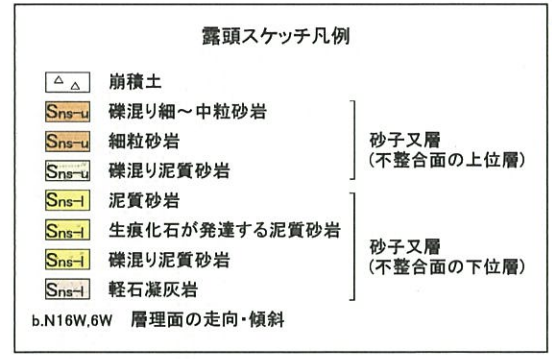 露頭スケッチ凡例
△ △ 崩積土
Sns-u 礫混り細～中粒砂岩
Sns-u 細粒砂岩
Sns-u 礫混り泥質砂岩
砂子又層
(不整合面の上位層)
Sns-l 泥質砂岩
Sns-l 生痕化石が発達する泥質砂岩
Sns-l 礫混り泥質砂岩
Sns-l 軽石凝灰岩
砂子又層
(不整合面の下位層)
b.N16W,6W 層理面の走向・傾斜